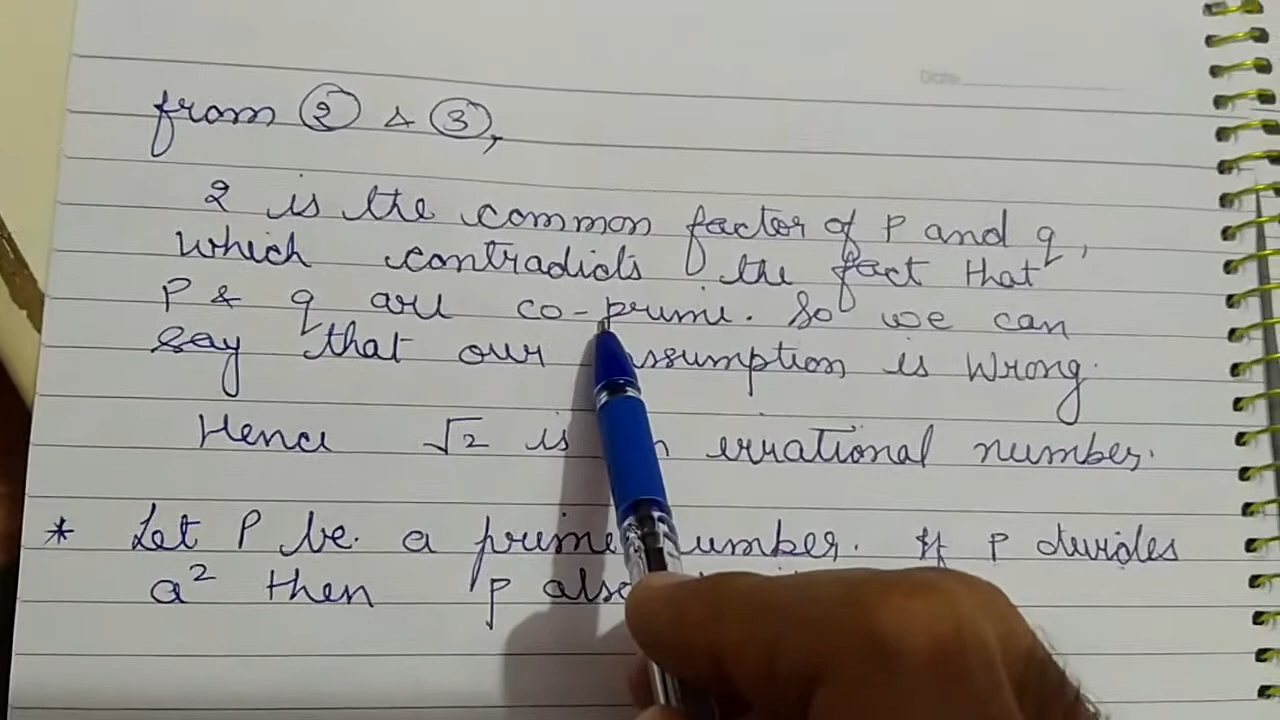 Date
from ② & ③,
2 is the common factor of P and q,
which contradicts the fact that
P & q are co-prime. So we can
say that our assumption is wrong.
Hence √2 is irrational number.
* Let P be a prime number. If P divides
a² then p also